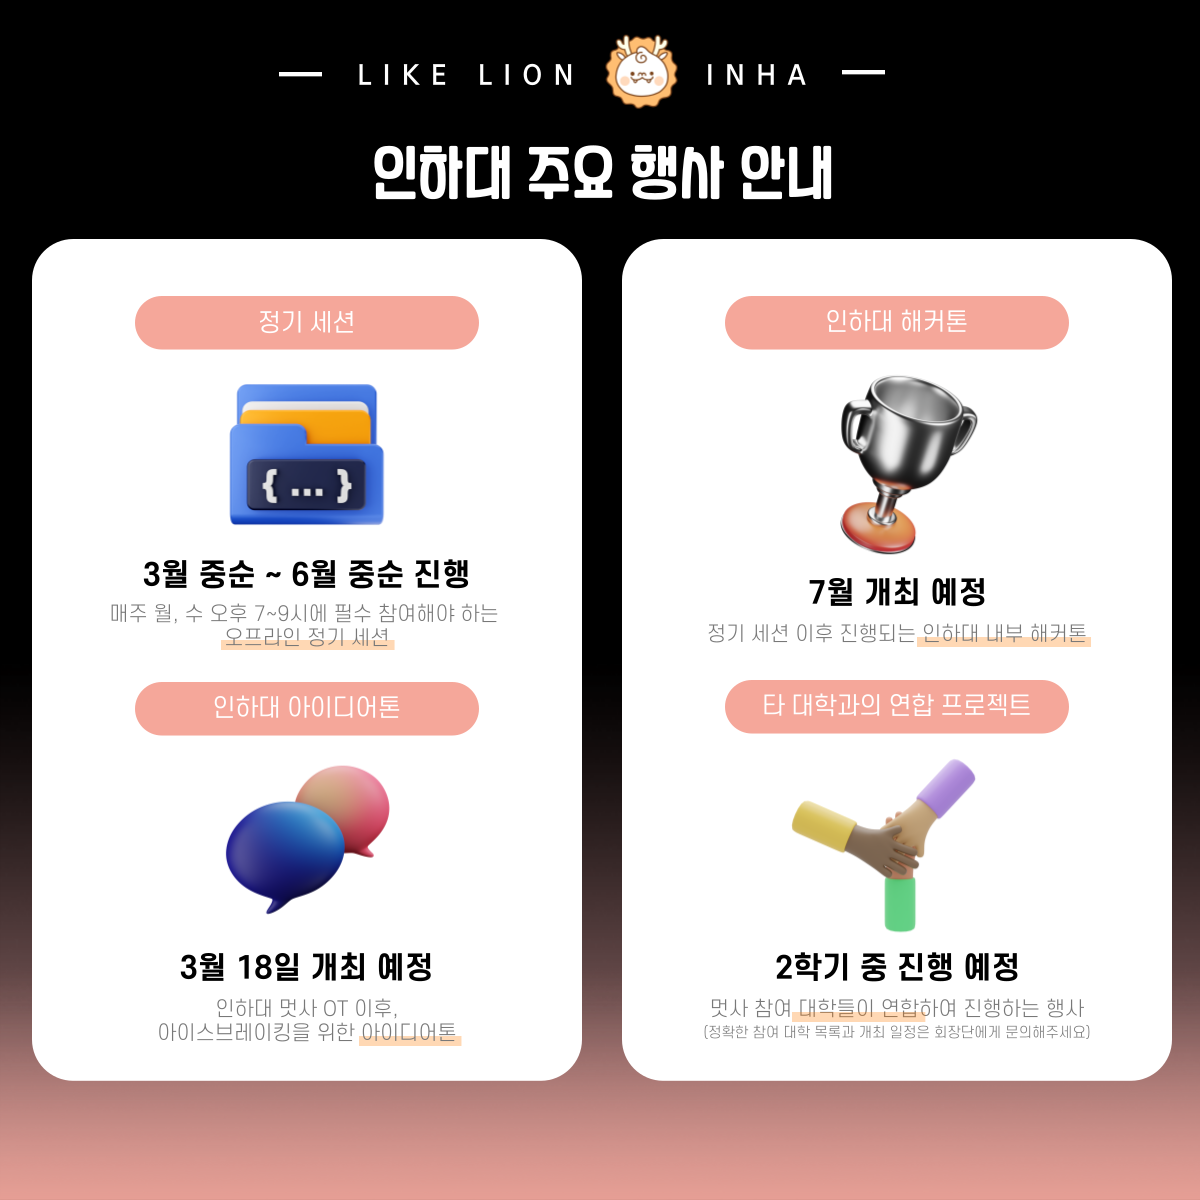 LIKE LION INHA
인하대 주요 행사 안내
정기 세션
{ ... }
3월 중순 ~ 6월 중순 진행
매주 월, 수 오후 7~9시에 필수 참여해야 하는
오프라인 정기 세션
인하대 아이디어톤
3월 18일 개최 예정
인하대 멋사 OT 이후,
아이스브레이킹을 위한 아이디어톤
인하대 해커톤
7월 개최 예정
정기 세션 이후 진행되는 인하대 내부 해커톤
타 대학과의 연합 프로젝트
2학기 중 진행 예정
멋사 참여 대학들이 연합하여 진행하는 행사
(정확한 참여 대학 목록과 개최 일정은 회장단에게 문의해주세요)